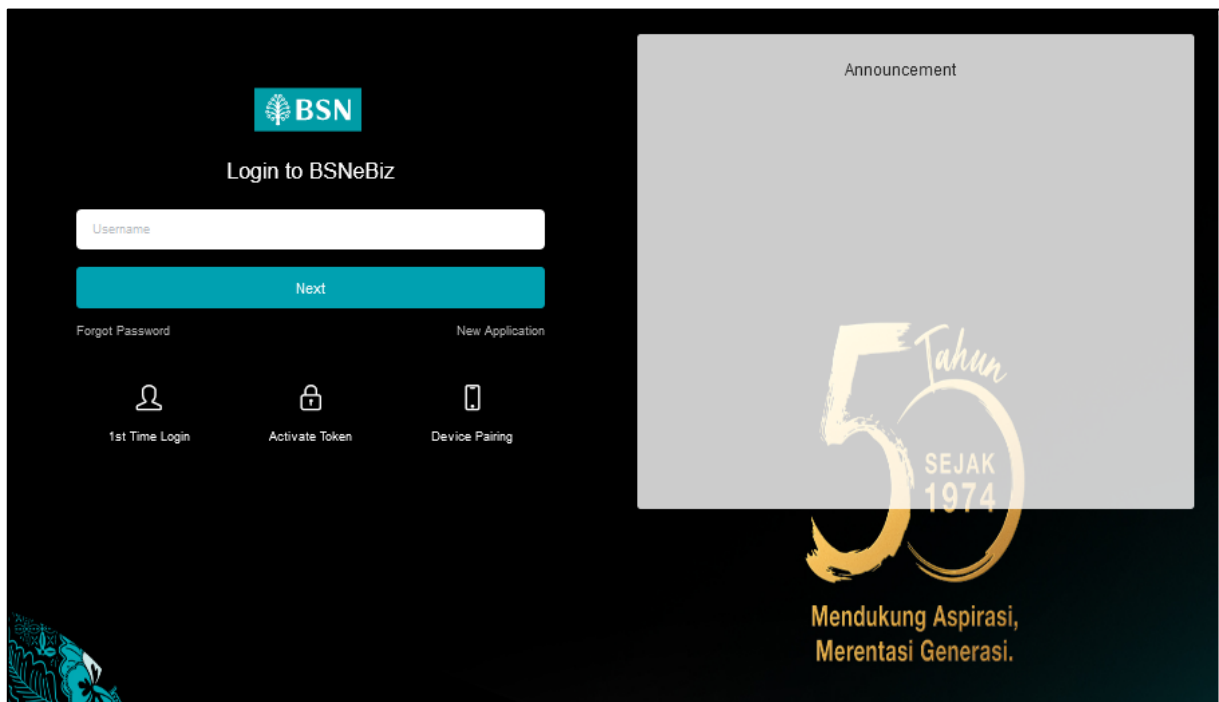 BSN
Login to BSNeBiz
Username
Next
Forgot Password
New Application
1st Time Login
Activate Token
Device Pairing
Announcement
50 Tahun
SEJAK
1974
Mendukung Aspirasi,
Merentasi Generasi.